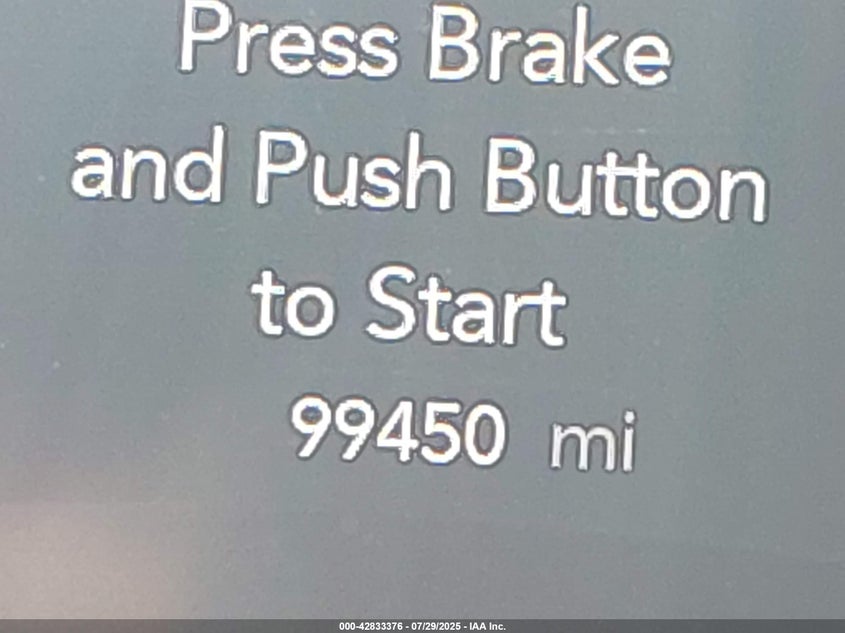 Press Brake
and Push Button
to Start
99450 mi
000-42833376 - 07/29/2025 - IAA Inc.